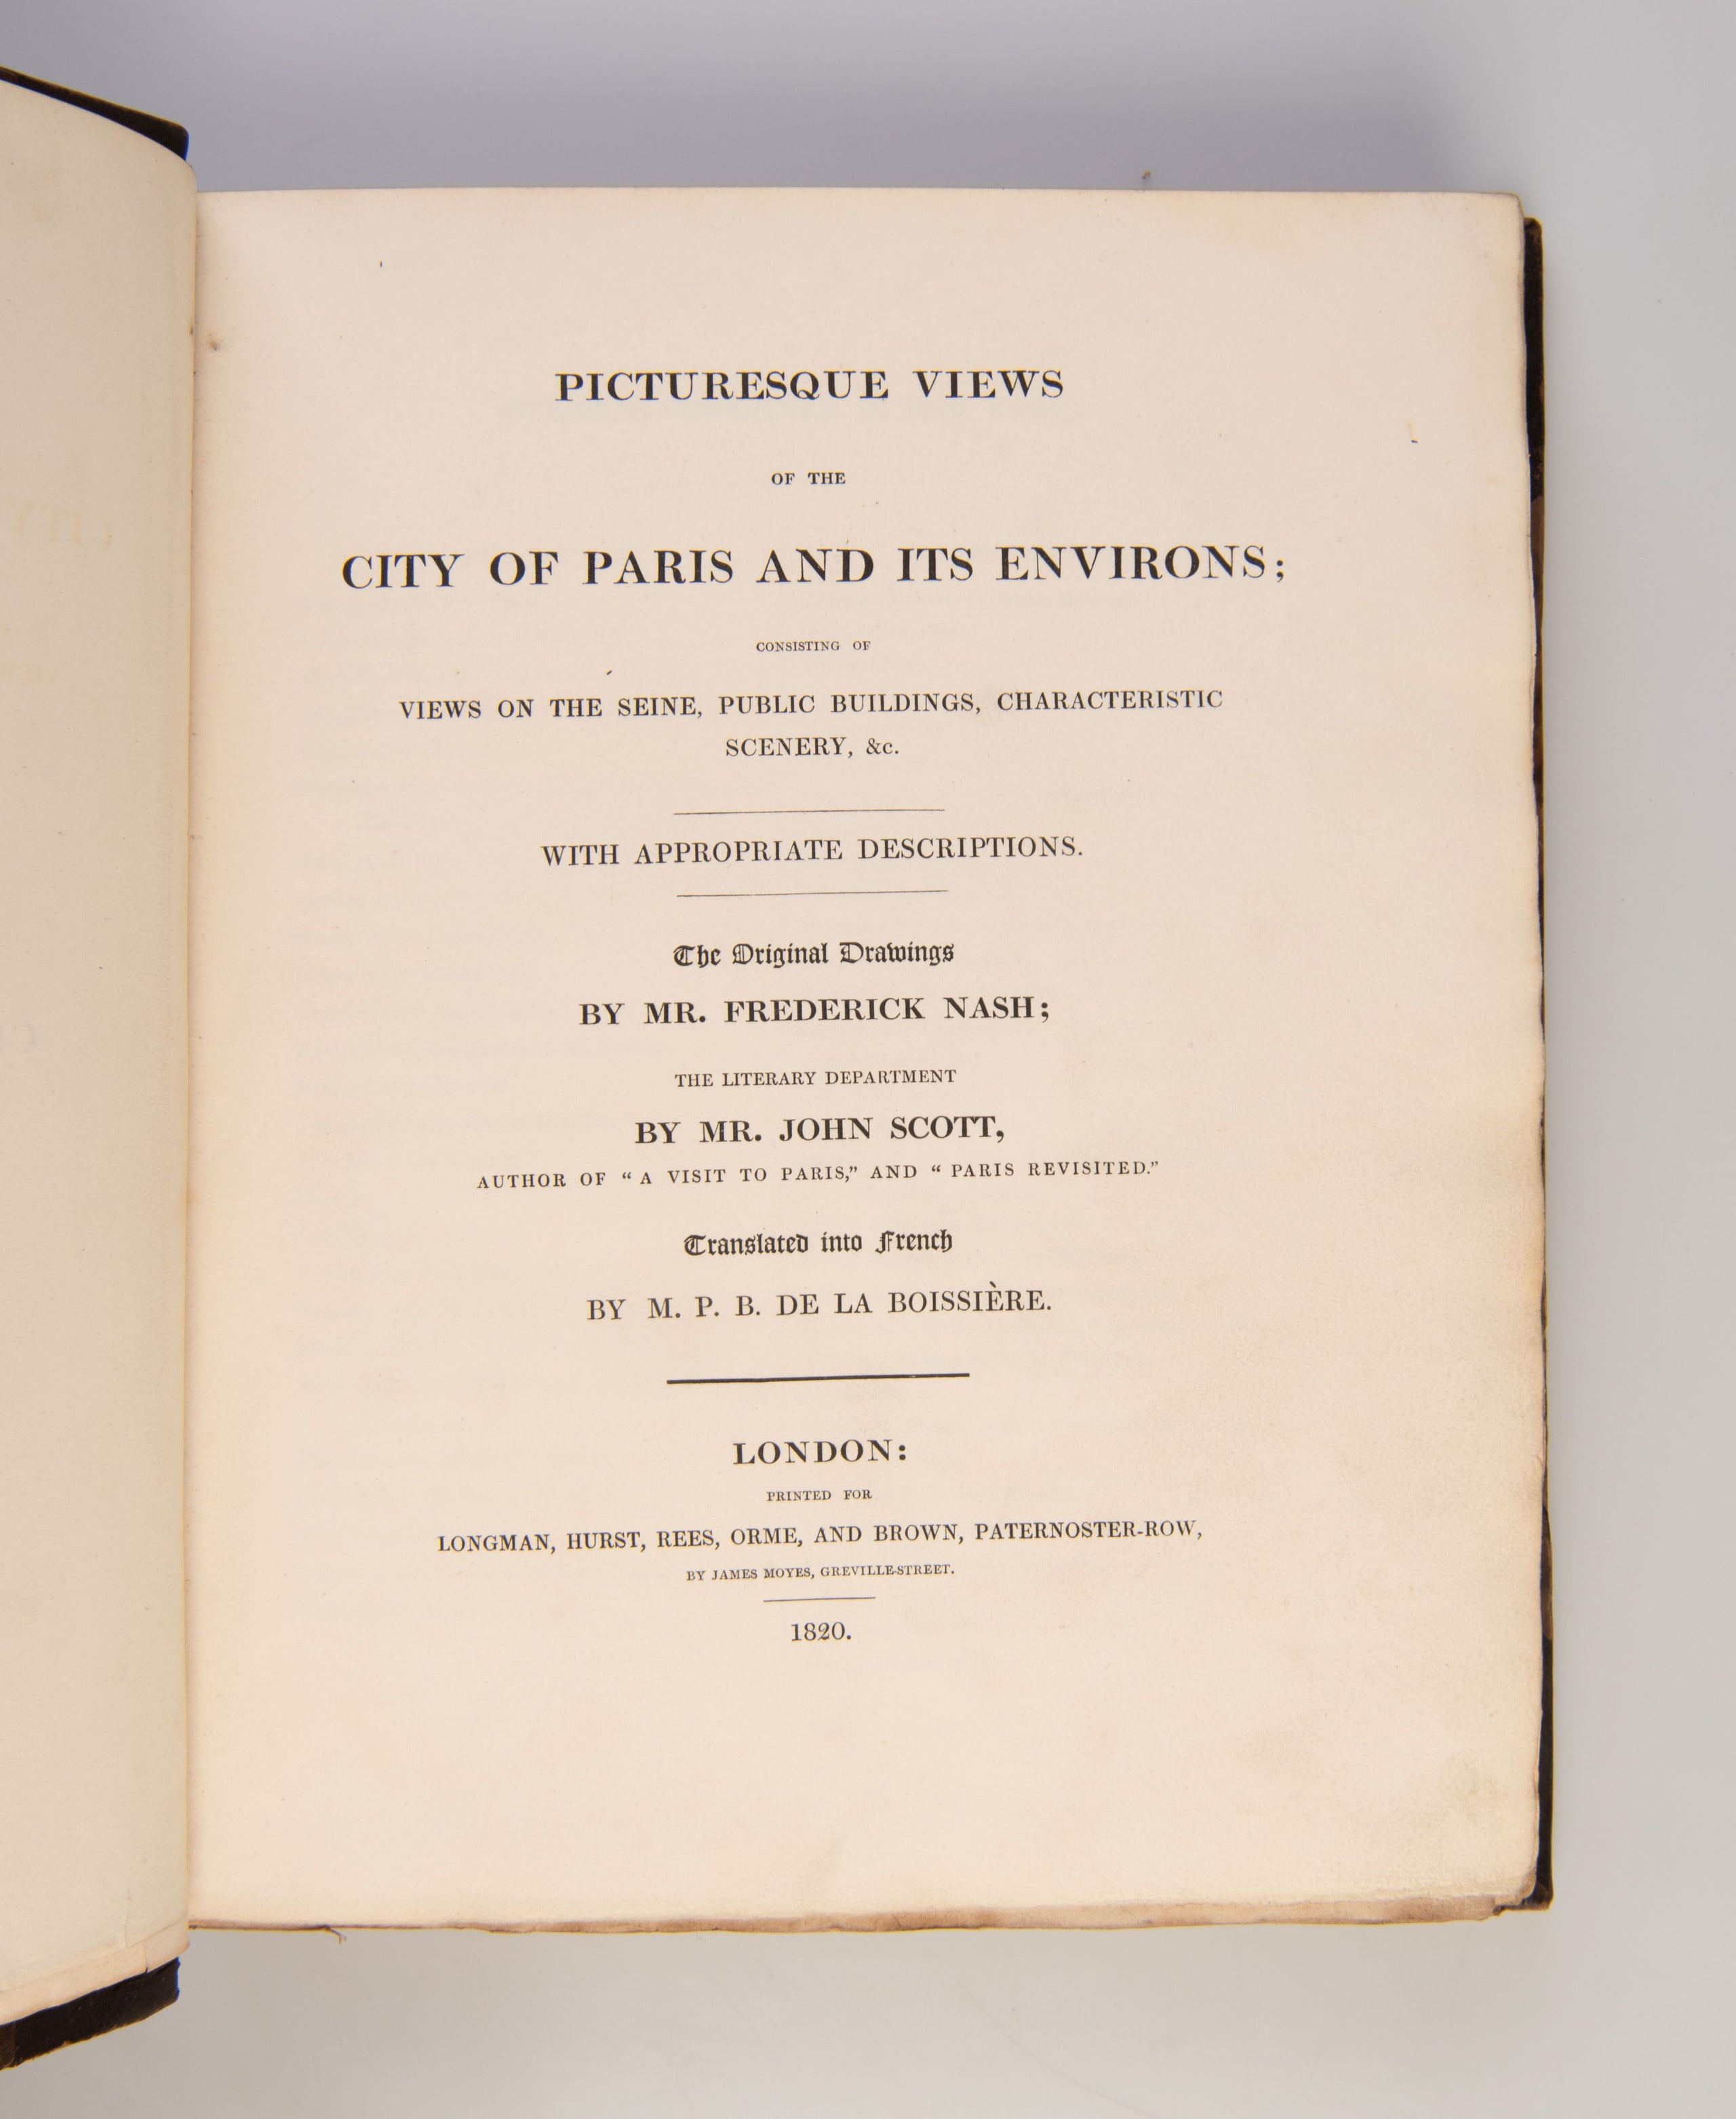 PICTURESQUE VIEWS
OF THE
CITY OF PARIS AND ITS ENVIRONS;
CONSISTING OF
VIEWS ON THE SEINE, PUBLIC BUILDINGS, CHARACTERISTIC
SCENERY, &c.
WITH APPROPRIATE DESCRIPTIONS.
The Original Drawings
BY MR. FREDERICK NASH;
THE LITERARY DEPARTMENT
BY MR. JOHN SCOTT,
AUTHOR OF “ A VISIT TO PARIS,” AND “ PARIS REVISITED.”
Translated into French
BY M. P. B. DE LA BOISSIÈRE.
LONDON:
PRINTED FOR
LONGMAN, HURST, REES, ORME, AND BROWN, PATERNOSTER-ROW,
BY JAMES MOYES, GREVILLE-STREET.
1820.